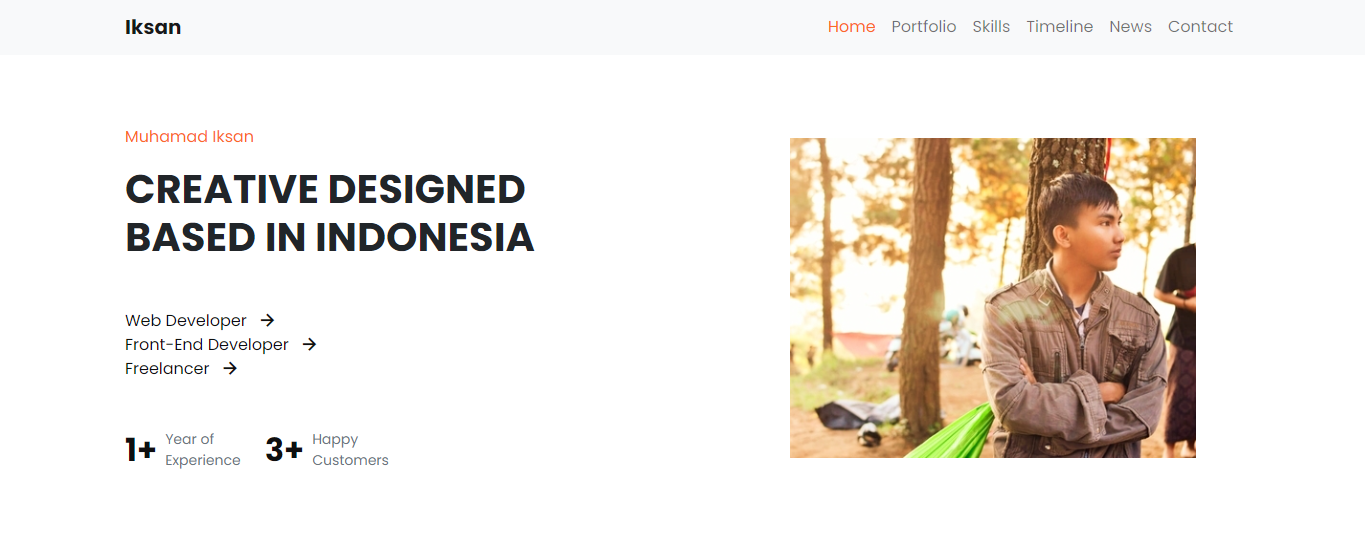 Iksan
Home Portfolio Skills Timeline News Contact
Muhamad Iksan
CREATIVE DESIGNED
BASED IN INDONESIA
Web Developer →
Front-End Developer →
Freelancer →
1+ Year of
Experience
3+ Happy
Customers